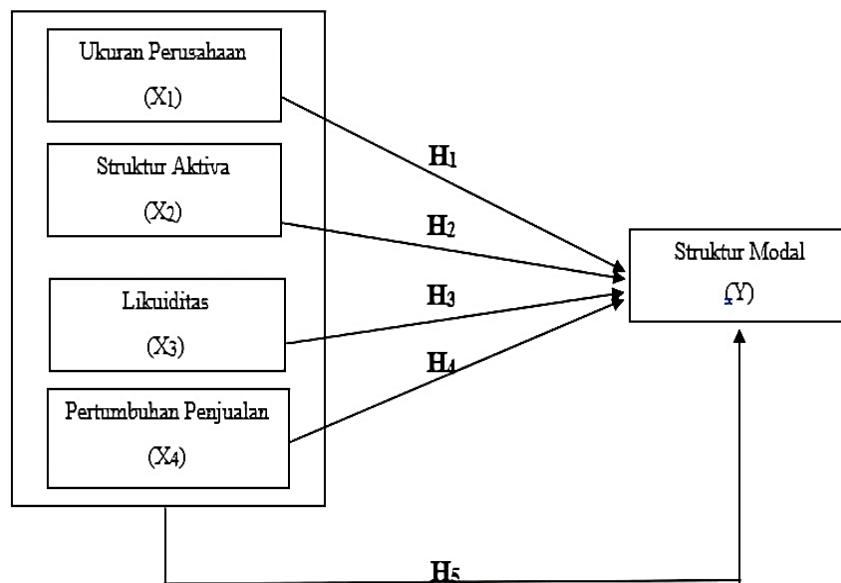 Ukuran Perusahaan
(X1)
Struktur Aktiva
(X2)
Likuiditas
(X3)
Pertumbuhan Penjualan
(X4)
H1
H2
H3
H4
Struktur Modal
(Y)
H5